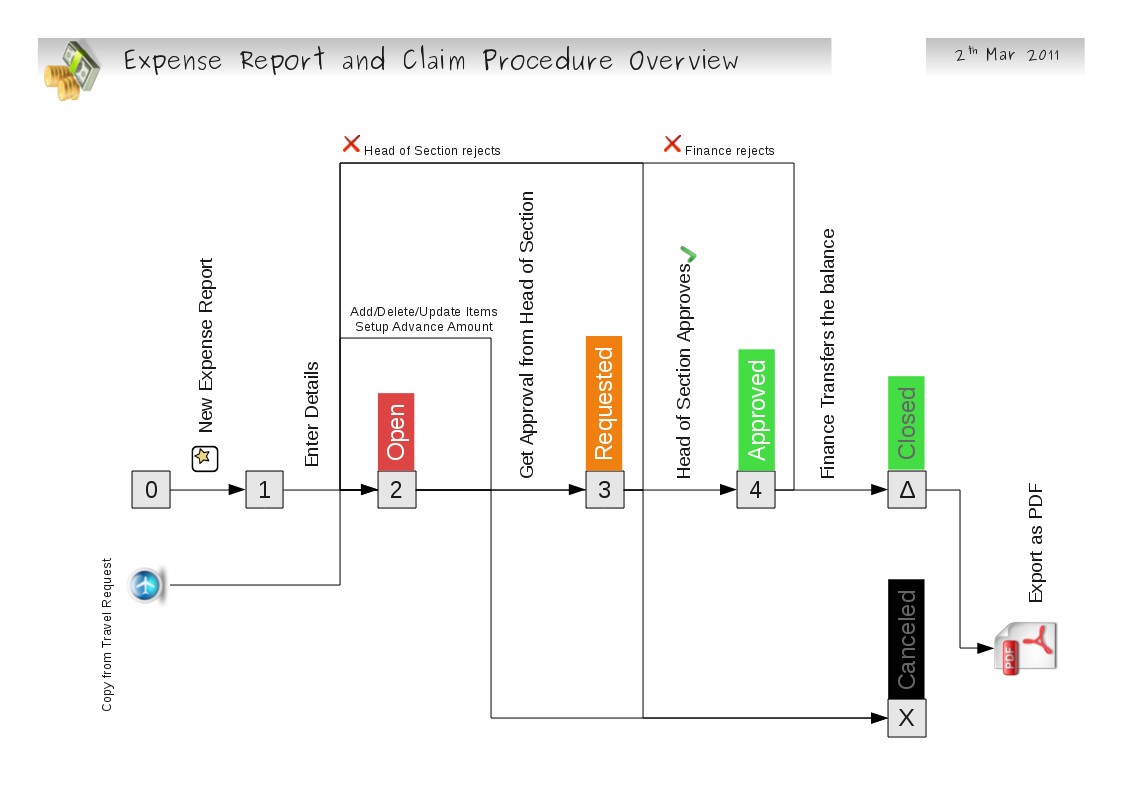 Expense Report and Claim Procedure Overview
2th Mar 2011
Head of Section rejects
Finance rejects
New Expense Report
Enter Details
Add/Delete/Update Items
Setup Advance Amount
Get Approval from Head of Section
Head of Section Approves
Finance Transfers the balance
Open
Requested
Approved
Closed
0
1
2
3
4
Δ
Copy from Travel Request
Export as PDF
PDF
Canceled
X